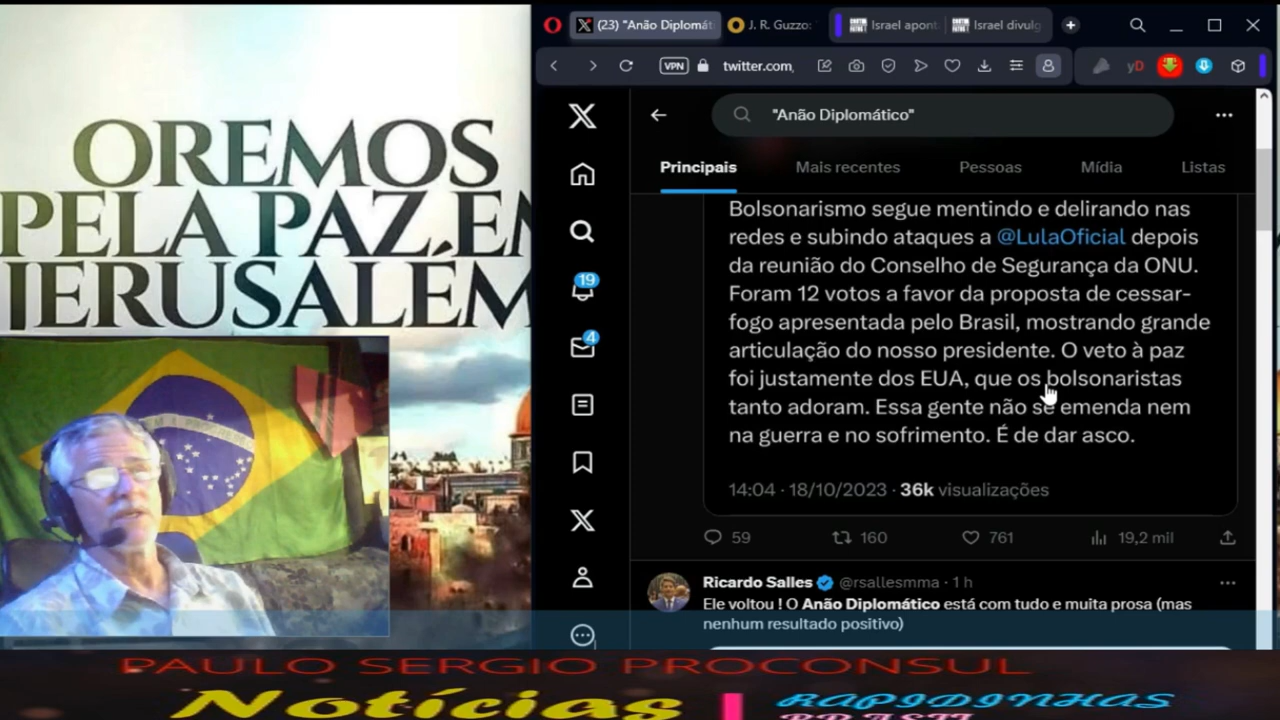 OREMOS
PELA PAZ EM
JERUSALÉM
(23) "Anão Diplomát
J. R. Guzzo:
Israel apont
Israel divulg
VPN
twitter.com
yD
"Anão Diplomático"
Principais
Mais recentes
Pessoas
Mídia
Listas
19
4
Bolsonarismo segue mentindo e delirando nas
redes e subindo ataques a @LulaOficial depois
da reunião do Conselho de Segurança da ONU.
Foram 12 votos a favor da proposta de cessar-
fogo apresentada pelo Brasil, mostrando grande
articulação do nosso presidente. O veto à paz
foi justamente dos EUA, que os bolsonaristas
tanto adoram. Essa gente não se emenda nem
na guerra e no sofrimento. É de dar asco.
14:04 · 18/10/2023 · 36k visualizações
59
160
761
19,2 mil
Ricardo Salles @rsallesmma · 1 h
Ele voltou ! O Anão Diplomático está com tudo e muita prosa (mas
nenhum resultado positivo)
PAULO SERGIO PROCONSUL
Notícias
RAPIDINHAS
BRASIL